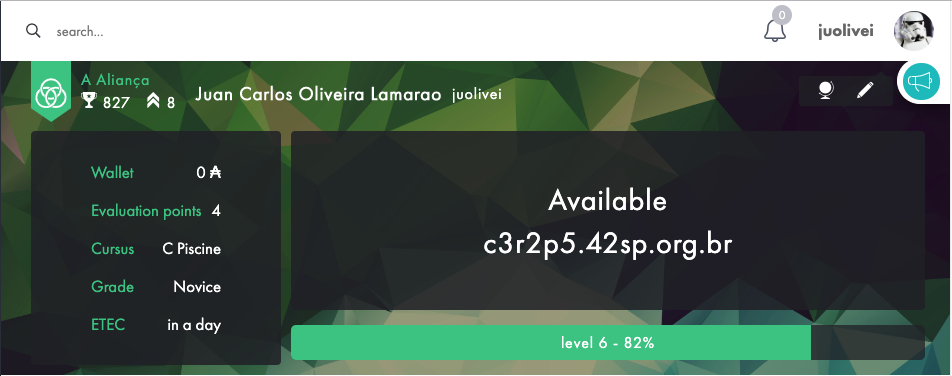 search...
0
juolivei
A Aliança
827 8
Juan Carlos Oliveira Lamarao juolivei
Wallet 0 ₳
Evaluation points 4
Cursus C Piscine
Grade Novice
ETEC in a day
Available
c3r2p5.42sp.org.br
level 6 - 82%